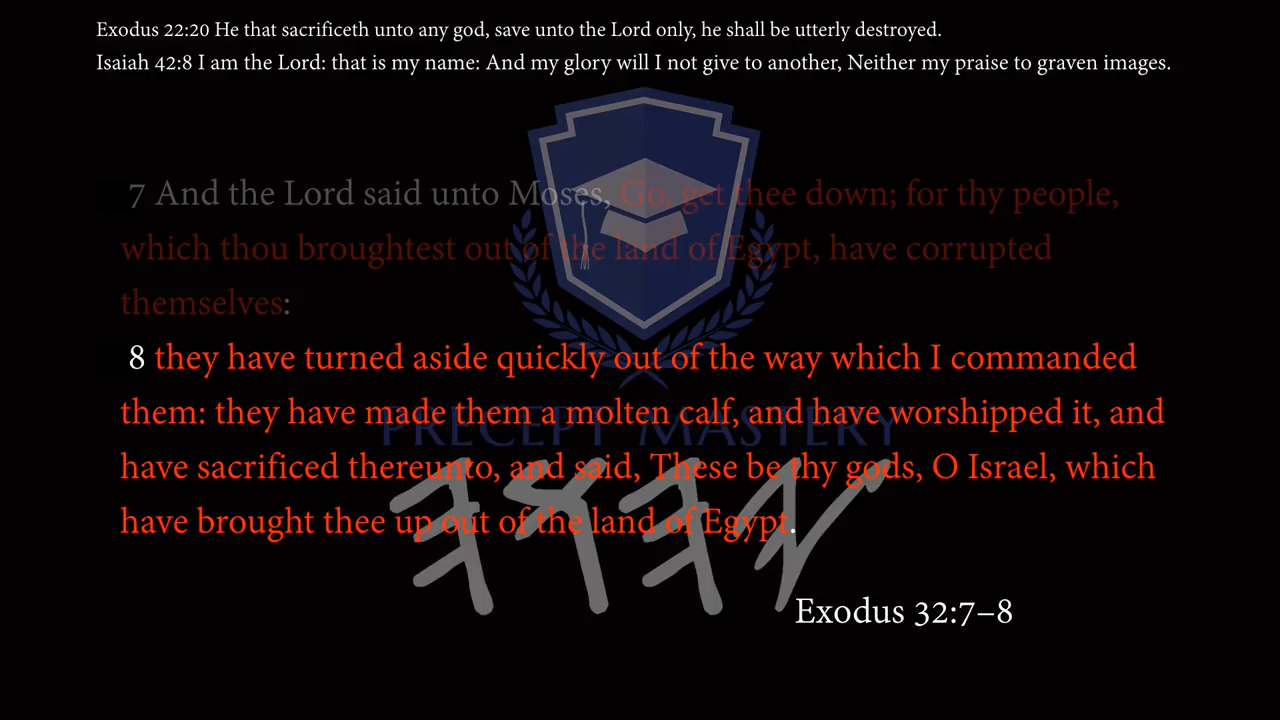 Exodus 22:20 He that sacrificeth unto any god, save unto the Lord only, he shall be utterly destroyed.
Isaiah 42:8 I am the Lord: that is my name: And my glory will I not give to another, Neither my praise to graven images.
7 And the Lord said unto Moses, Go, get thee down; for thy people,
which thou broughtest out of the land of Egypt, have corrupted
themselves:
8 they have turned aside quickly out of the way which I commanded
them: they have made them a molten calf, and have worshipped it, and
have sacrificed thereunto, and said, These be thy gods, O Israel, which
have brought thee up out of the land of Egypt.
PRECEPT MASTERY
𐤉𐤄𐤅𐤄
Exodus 32:7–8